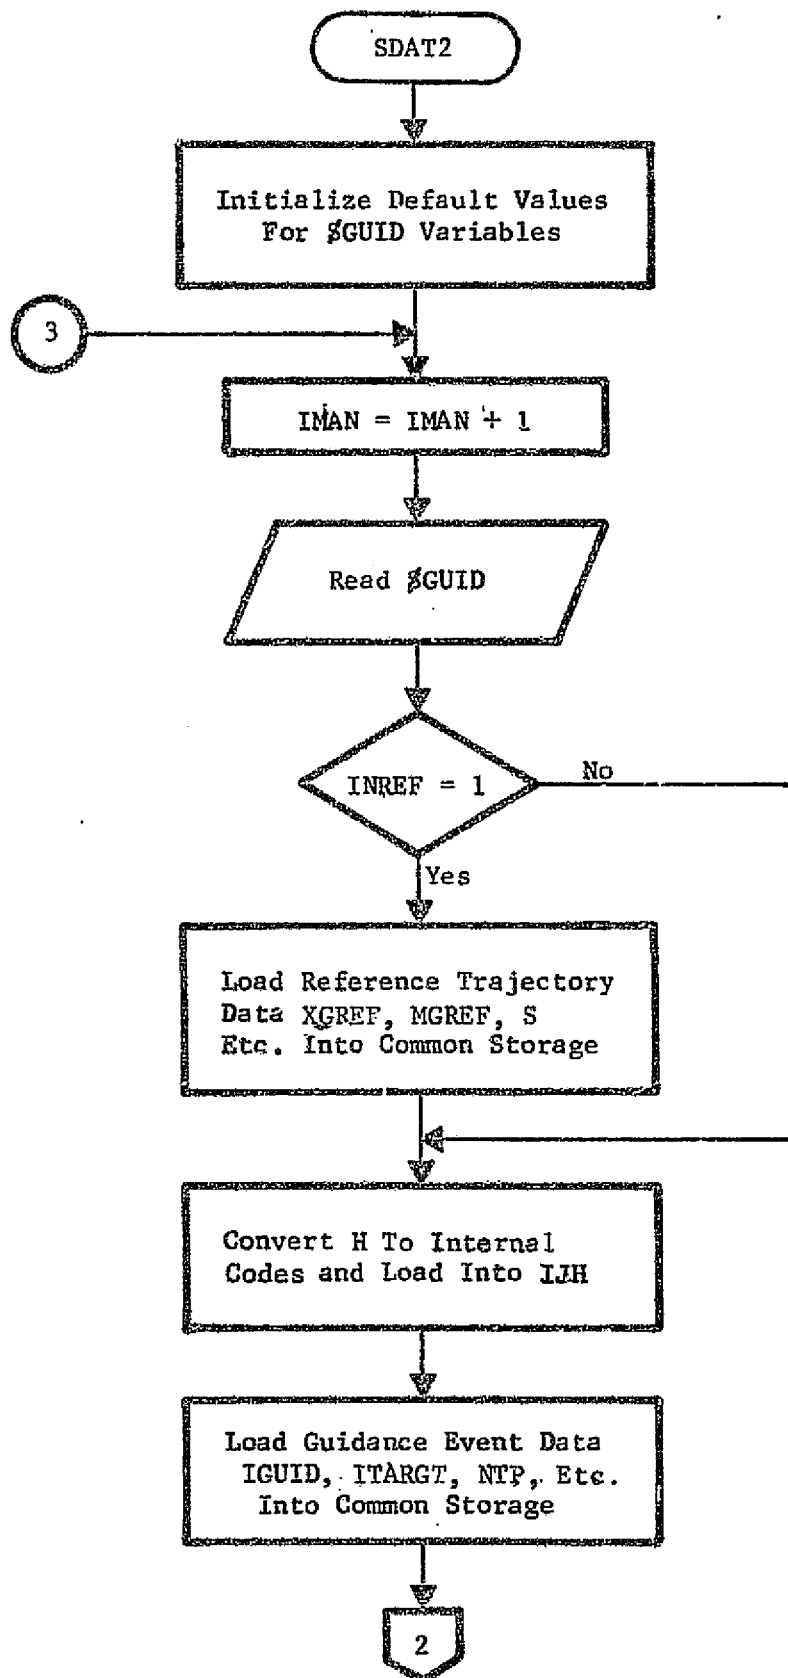 SDAT2
Initialize Default Values
For $GUID Variables
3
IMAN = IMAN + 1
Read $GUID
INREF = 1
No
Yes
Load Reference Trajectory
Data XGREF, MGREF, S
Etc. Into Common Storage
Convert H To Internal
Codes and Load Into IJH
Load Guidance Event Data
IGUID, ITARGT, NTP, Etc.
Into Common Storage
2